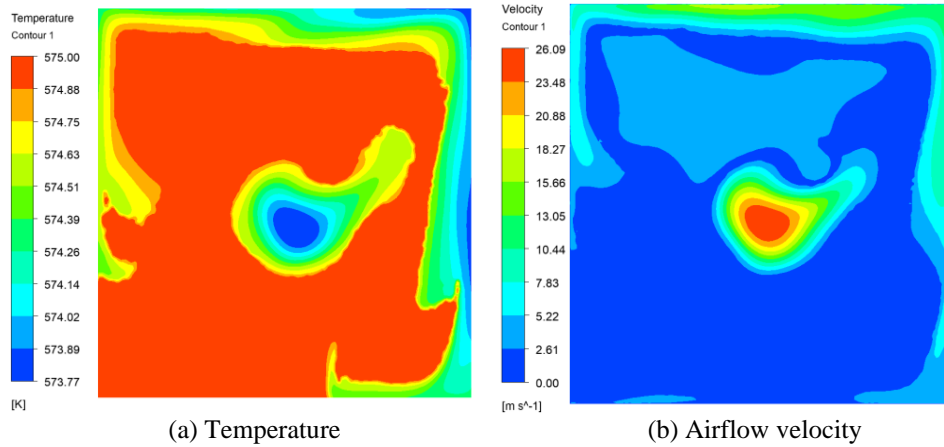 Temperature
Contour 1
575.00
574.88
574.75
574.63
574.51
574.39
574.26
574.14
574.02
573.89
573.77
[K]
(a) Temperature
Velocity
Contour 1
26.09
23.48
20.88
18.27
15.66
13.05
10.44
7.83
5.22
2.61
0.00
[m s^-1]
(b) Airflow velocity